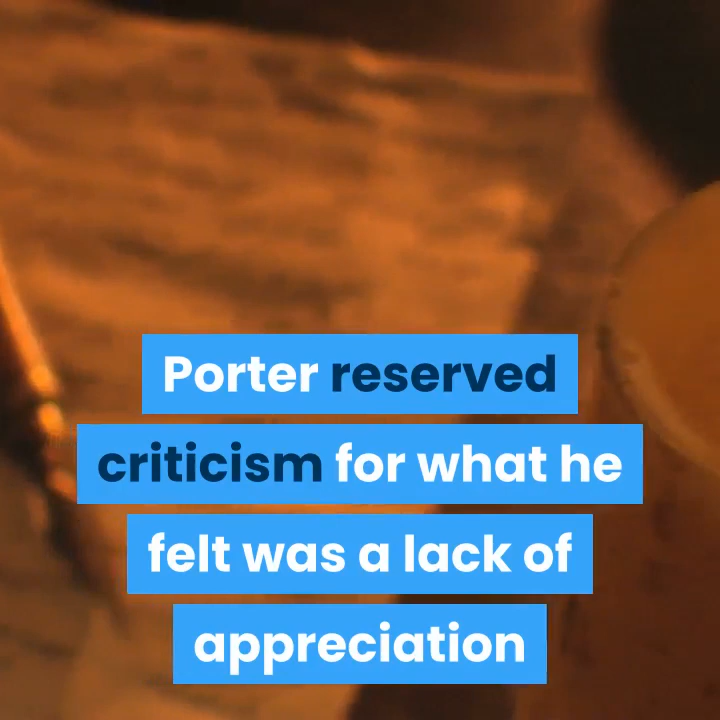 Porter reserved
criticism for what he
felt was a lack of
appreciation